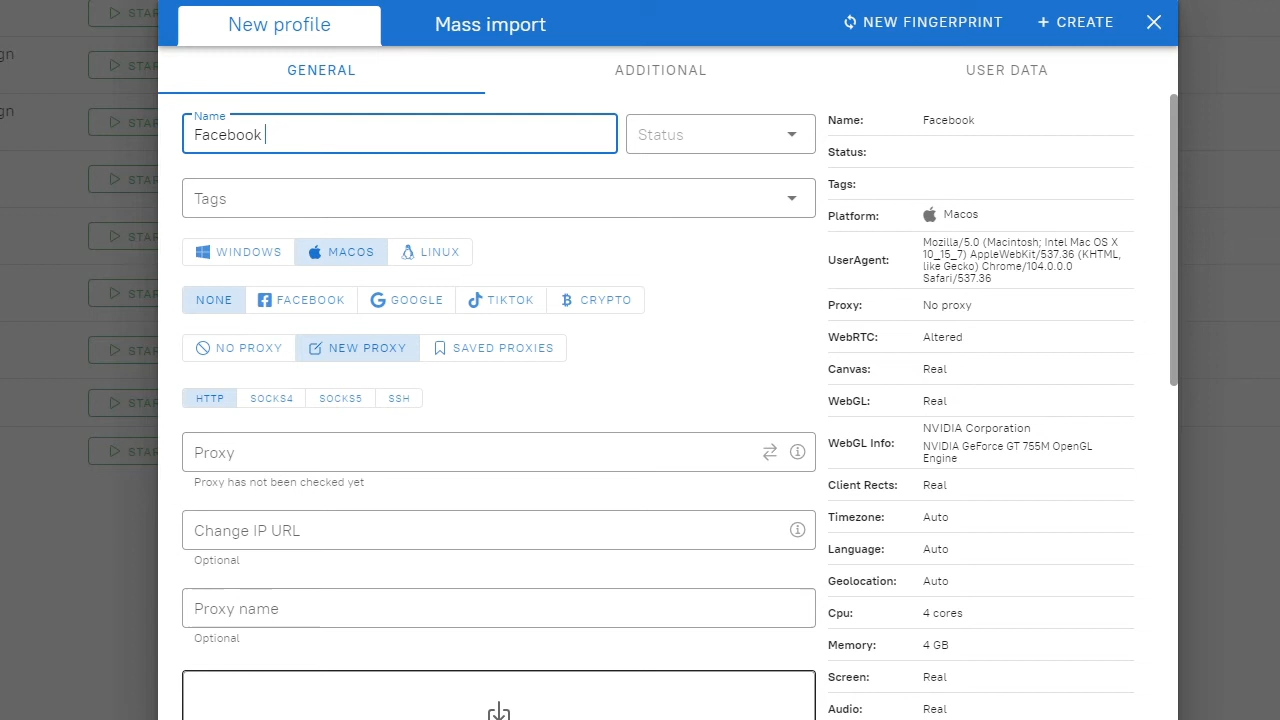 New profile
Mass import
NEW FINGERPRINT
+ CREATE
GENERAL
ADDITIONAL
USER DATA
Name
Facebook
Status
Tags
WINDOWS
MACOS
LINUX
NONE
FACEBOOK
GOOGLE
TIKTOK
CRYPTO
NO PROXY
NEW PROXY
SAVED PROXIES
HTTP
SOCKS4
SOCKS5
SSH
Proxy
Proxy has not been checked yet
Change IP URL
Optional
Proxy name
Optional
Name: Facebook
Status:
Tags:
Platform: Macos
UserAgent: Mozilla/5.0 (Macintosh; Intel Mac OS X
10_15_7) AppleWebKit/537.36 (KHTML,
like Gecko) Chrome/104.0.0.0
Safari/537.36
Proxy: No proxy
WebRTC: Altered
Canvas: Real
WebGL: Real
WebGL Info: NVIDIA Corporation
NVIDIA GeForce GT 755M OpenGL
Engine
Client Rects: Real
Timezone: Auto
Language: Auto
Geolocation: Auto
Cpu: 4 cores
Memory: 4 GB
Screen: Real
Audio: Real